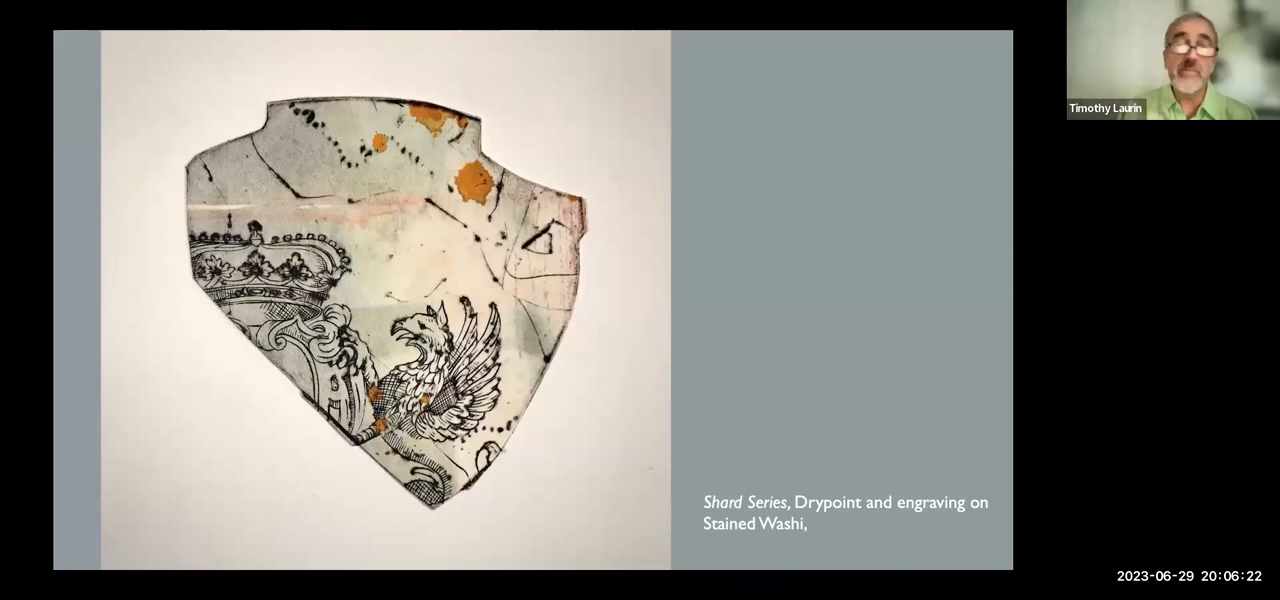 Timothy Laurin
Shard Series, Drypoint and engraving on
Stained Washi,
2023-06-29 20:06:22